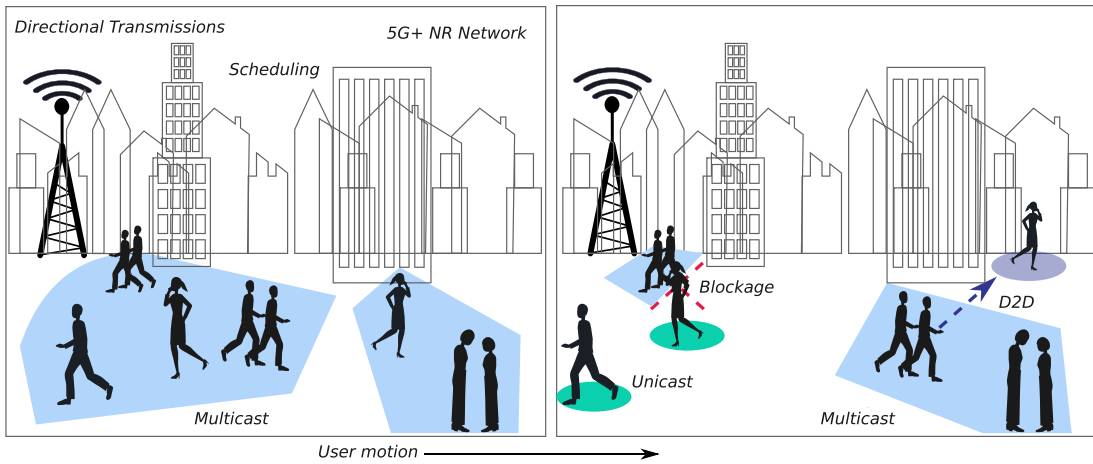 Directional Transmissions
5G+ NR Network
Scheduling
Multicast
Blockage
D2D
Unicast
Multicast
User motion